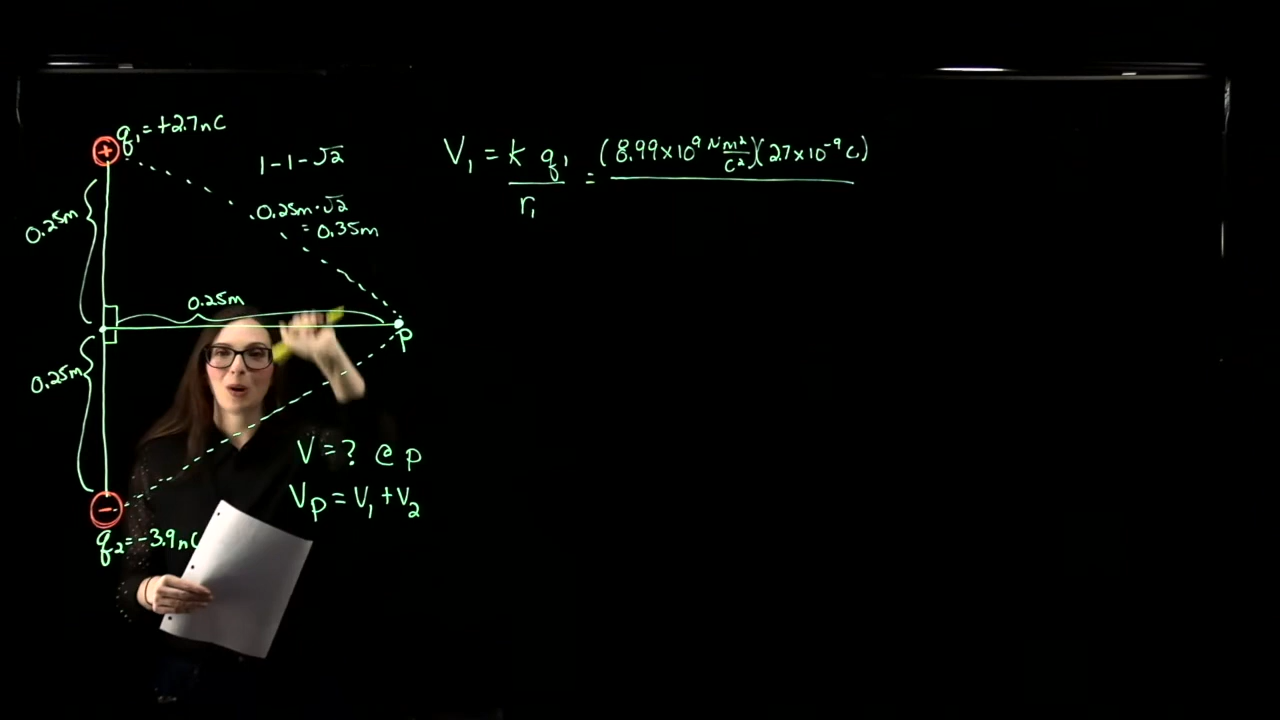 q₁ = +2.7nC
+
1-1-√2
0.25m
0.25m·√2
= 0.35m
0.25m
P
0.25m
V = ? @ p
Vp = V₁ + V₂
-
q₂ = -3.9nC
V₁ = k q₁ / r₁ = (8.99×10⁹ Nm²/C²)(2.7×10⁻⁹ C)